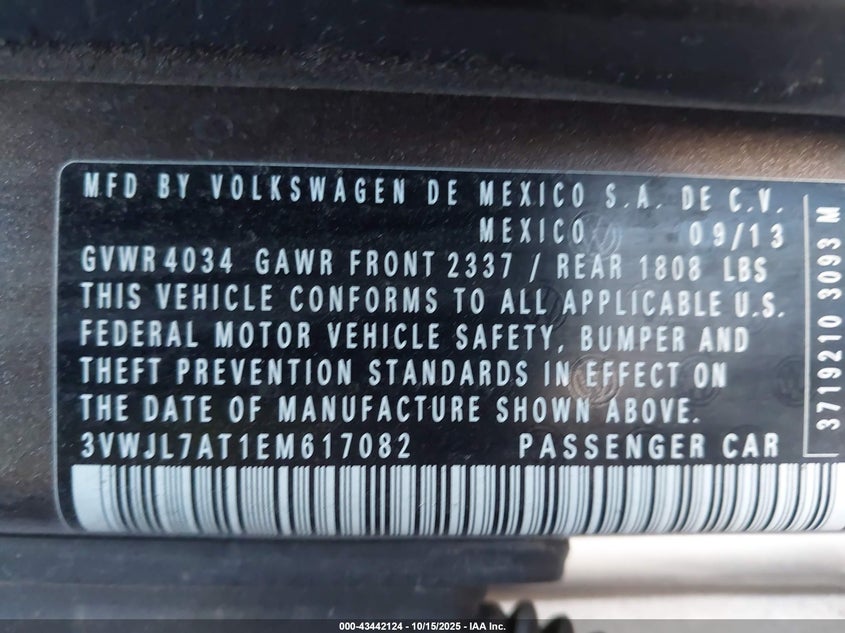 MFD BY VOLKSWAGEN DE MEXICO S.A. DE C.V.
MEXICO 09/13
GVWR 4034 GAWR FRONT 2337 / REAR 1808 LBS
THIS VEHICLE CONFORMS TO ALL APPLICABLE U.S.
FEDERAL MOTOR VEHICLE SAFETY, BUMPER AND
THEFT PREVENTION STANDARDS IN EFFECT ON
THE DATE OF MANUFACTURE SHOWN ABOVE.
3VWJL7AT1EM617082 PASSENGER CAR
3719210 3093 M
000-43442124 - 10/15/2025 - IAA Inc.